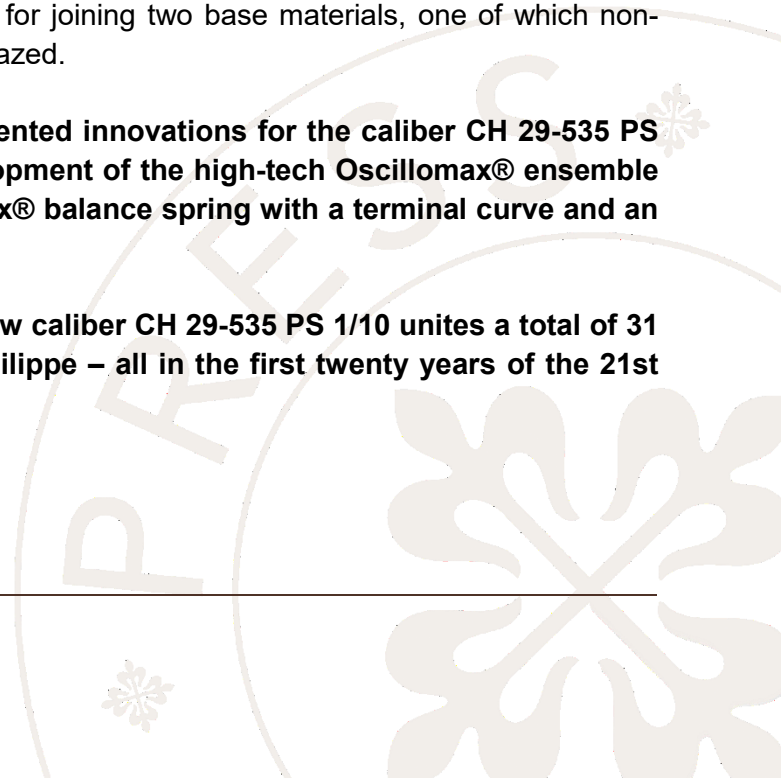 for joining two base materials, one of which non-
azed.
ented innovations for the caliber CH 29-535 PS
opment of the high-tech Oscillomax® ensemble
x® balance spring with a terminal curve and an
w caliber CH 29-535 PS 1/10 unites a total of 31
ilippe – all in the first twenty years of the 21st
PRESS